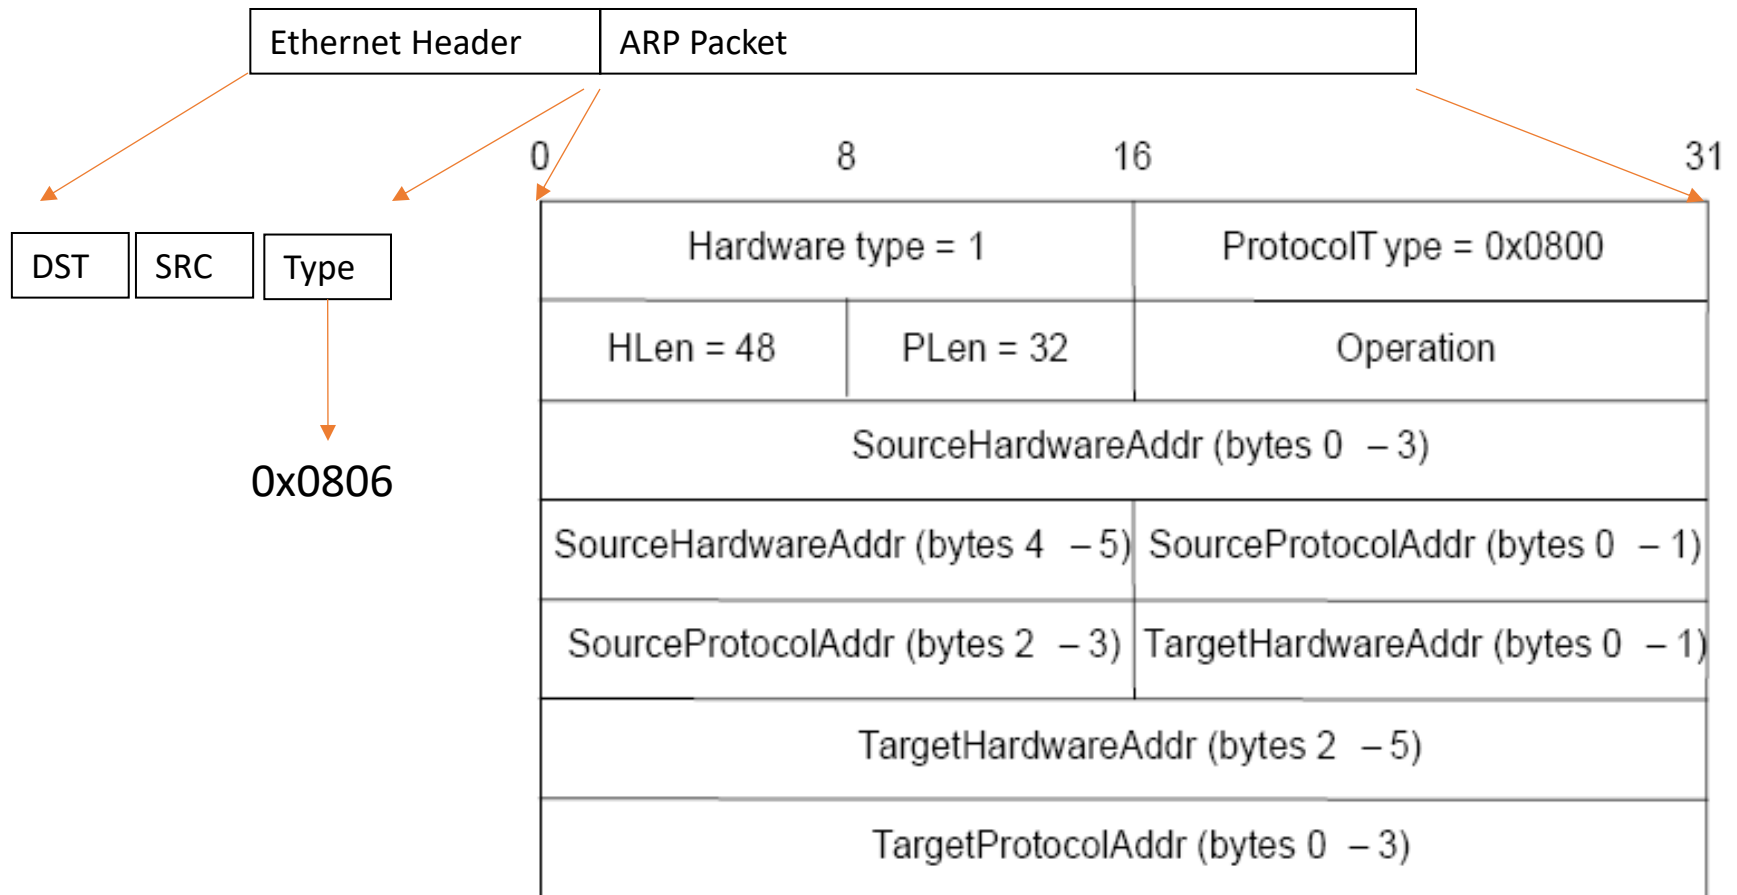 Ethernet Header ARP Packet
0 8 16 31
DST SRC Type
Hardware type = 1 ProtocolType = 0x0800
HLen = 48 PLen = 32 Operation
SourceHardwareAddr (bytes 0 – 3)
0x0806
SourceHardwareAddr (bytes 4 – 5) SourceProtocolAddr (bytes 0 – 1)
SourceProtocolAddr (bytes 2 – 3) TargetHardwareAddr (bytes 0 – 1)
TargetHardwareAddr (bytes 2 – 5)
TargetProtocolAddr (bytes 0 – 3)